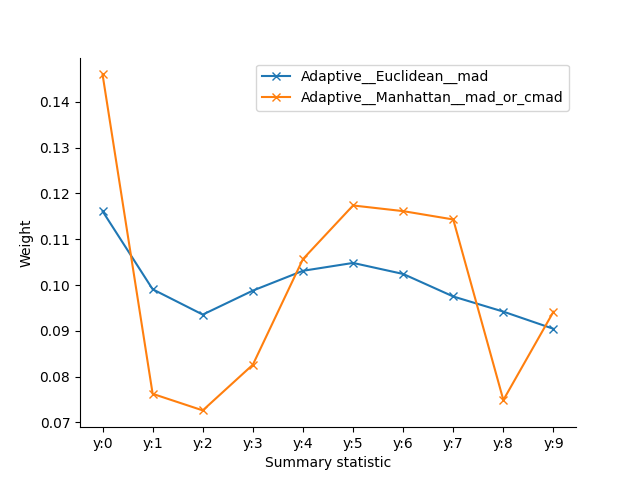 Adaptive__Euclidean__mad
Adaptive__Manhattan__mad_or_cmad
0.14
0.13
0.12
0.11
0.10
0.09
0.08
0.07
Weight
y:0 y:1 y:2 y:3 y:4 y:5 y:6 y:7 y:8 y:9
Summary statistic